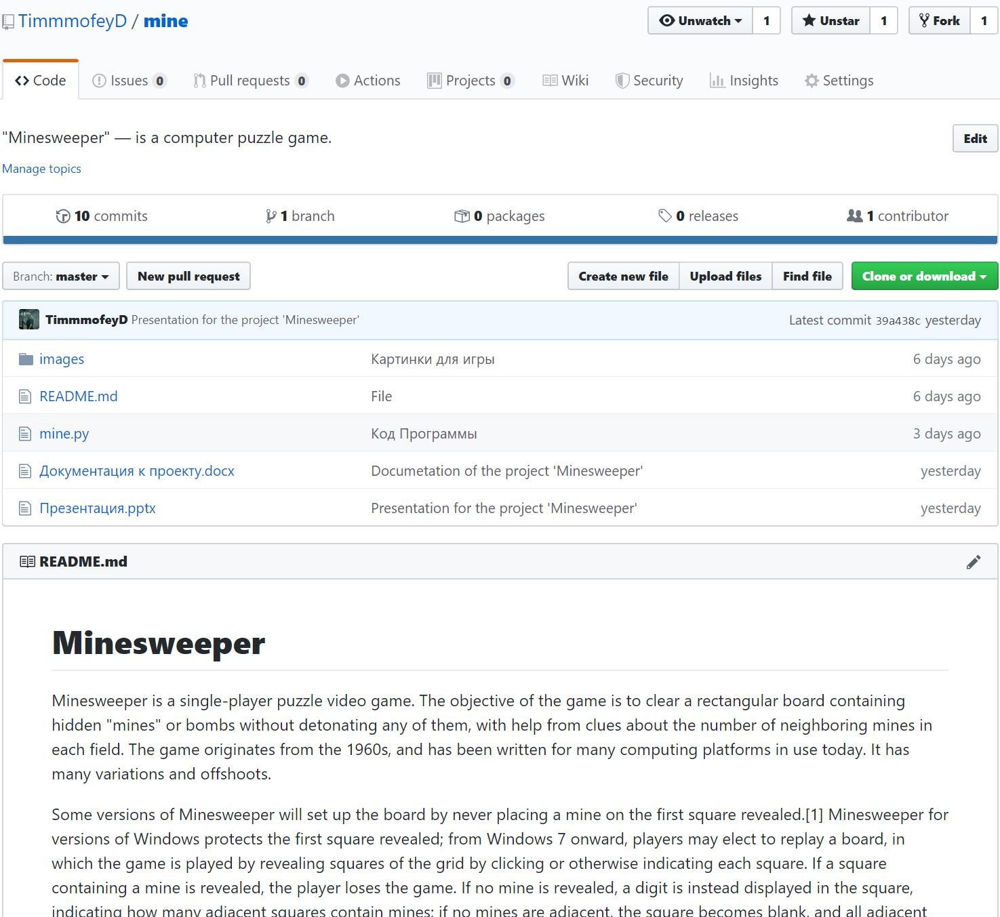 TimmmofeyD / mine
Unwatch 1 Unstar 1 Fork 1
Code Issues 0 Pull requests 0 Actions Projects 0 Wiki Security Insights Settings
"Minesweeper" — is a computer puzzle game.
Edit
Manage topics
10 commits 1 branch 0 packages 0 releases 1 contributor
Branch: master New pull request Create new file Upload files Find file Clone or download
TimmmofeyD Presentation for the project 'Minesweeper' Latest commit 39a438c yesterday
images Картинки для игры 6 days ago
README.md File 6 days ago
mine.py Код Программы 3 days ago
Документация к проекту.docx Documetation of the project 'Minesweeper' yesterday
Презентация.pptx Presentation for the project 'Minesweeper' yesterday
README.md
Minesweeper
Minesweeper is a single-player puzzle video game. The objective of the game is to clear a rectangular board containing
hidden "mines" or bombs without detonating any of them, with help from clues about the number of neighboring mines in
each field. The game originates from the 1960s, and has been written for many computing platforms in use today. It has
many variations and offshoots.
Some versions of Minesweeper will set up the board by never placing a mine on the first square revealed.[1] Minesweeper for
versions of Windows protects the first square revealed; from Windows 7 onward, players may elect to replay a board, in
which the game is played by revealing squares of the grid by clicking or otherwise indicating each square. If a square
containing a mine is revealed, the player loses the game. If no mine is revealed, a digit is instead displayed in the square,
indicating how many adjacent squares contain mines; if no mines are adjacent, the square becomes blank, and all adjacent